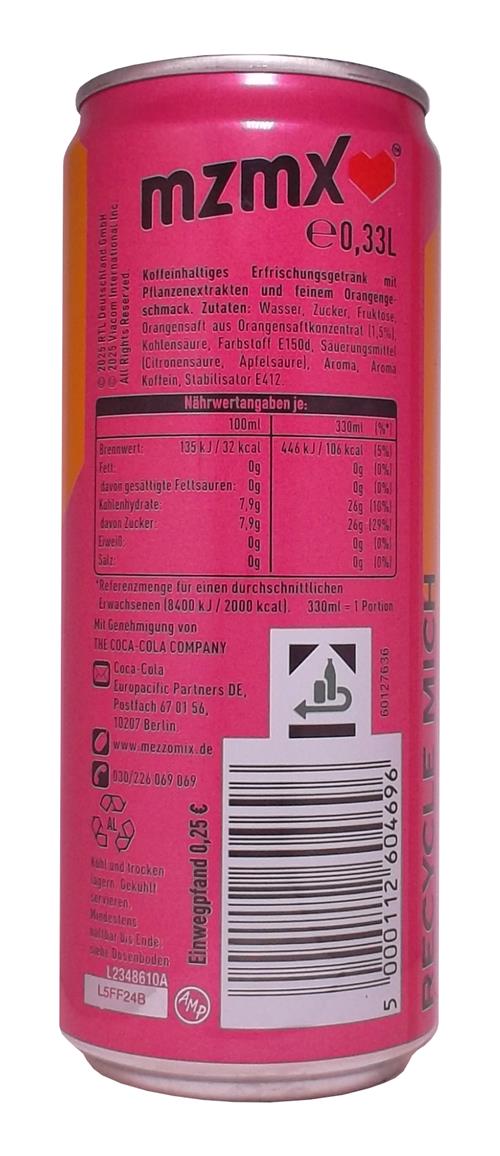 mzmx
TM
℮0,33L
Koffeinhaltiges Erfrischungsgetränk mit
Pflanzenextrakten und feinem Orangenge-
schmack. Zutaten: Wasser, Zucker, Fruktose,
Orangensaft aus Orangensaftkonzentrat (1,5%),
Kohlensäure, Farbstoff E150d, Säuerungsmittel
(Citronensäure, Apfelsäure), Aroma, Aroma
Koffein, Stabilisator E412.
© 2025 RTL Deutschland GmbH
© 2025 Viacom International Inc.
All Rights Reserved.
Nährwertangaben je:
100ml 330ml (%*)
Brennwert: 135 kJ / 32 kcal 446 kJ / 106 kcal (5%)
Fett: 0g 0g (0%)
davon gesättigte Fettsäuren: 0g 0g (0%)
Kohlenhydrate: 7,9g 26g (10%)
davon Zucker: 7,9g 26g (29%)
Eiweiß: 0g 0g (0%)
Salz: 0g 0g (0%)
*Referenzmenge für einen durchschnittlichen
Erwachsenen (8400 kJ / 2000 kcal). 330ml = 1 Portion
Mit Genehmigung von
THE COCA-COLA COMPANY
Coca-Cola
Europacific Partners DE,
Postfach 67 01 56,
10207 Berlin.
www.mezzomix.de
030/226 069 069
AL
Kühl und trocken
lagern. Gekühlt
servieren.
Mindestens
haltbar bis Ende:
siehe Dosenboden
L2348610A
L5FF24B
AMP
Einwegpfand 0,25 €
60127636
5 000112 604696
RECYCLE MICH